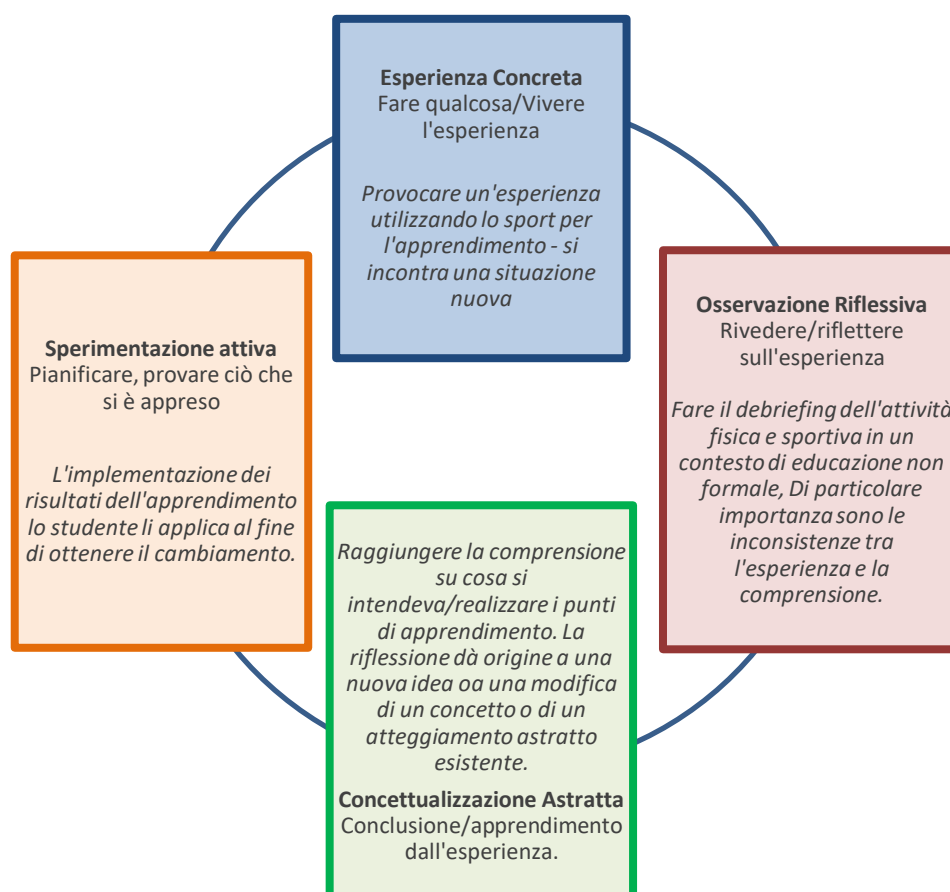 Esperienza Concreta
Fare qualcosa/Vivere
l'esperienza
Provocare un'esperienza
utilizzando lo sport per
l'apprendimento - si
incontra una situazione
nuova
Osservazione Riflessiva
Rivedere/riflettere
sull'esperienza
Fare il debriefing dell'attività
fisica e sportiva in un
contesto di educazione non
formale, Di particolare
importanza sono le
inconsistenze tra
l'esperienza e la
comprensione.
Raggiungere la comprensione
su cosa si
intendeva/realizzare i punti
di apprendimento. La
riflessione dà origine a una
nuova idea oa una modifica
di un concetto o di un
atteggiamento astratto
esistente.
Concettualizzazione Astratta
Conclusione/apprendimento
dall'esperienza.
Sperimentazione attiva
Pianificare, provare ciò che
si è appreso
L'implementazione dei
risultati dell'apprendimento
lo studente li applica al fine
di ottenere il cambiamento.